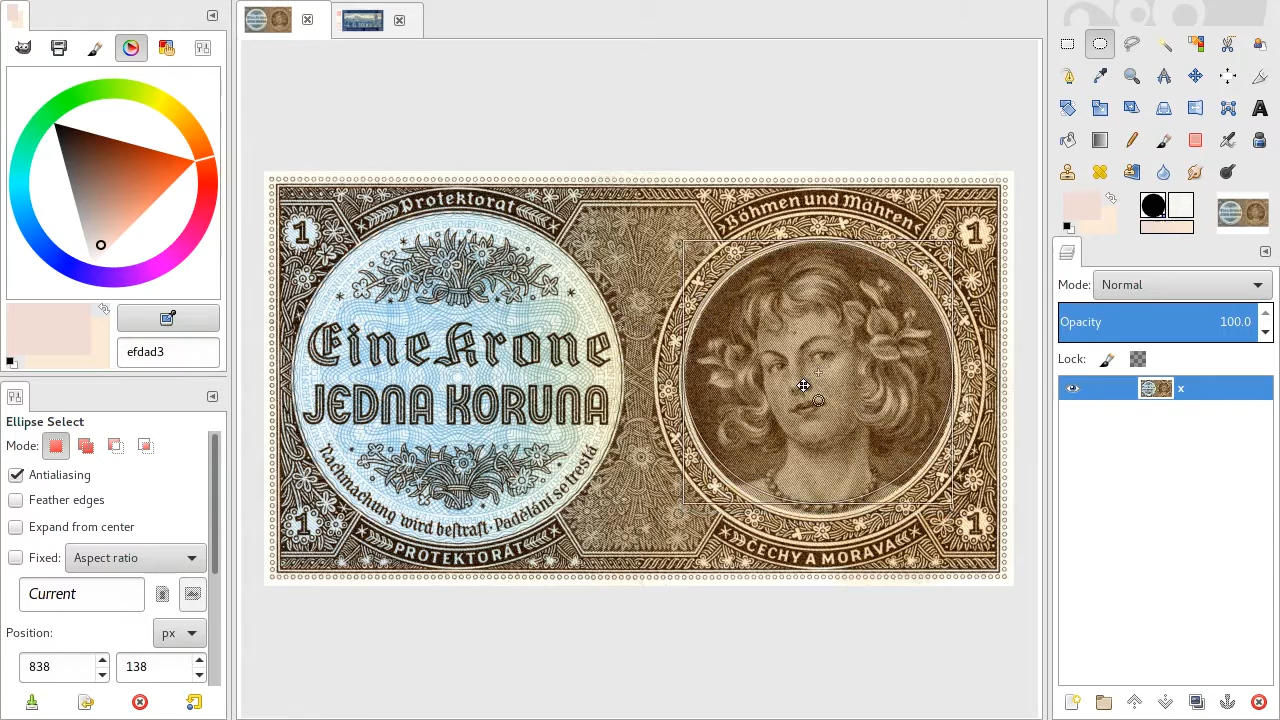 efdad3
Ellipse Select
Mode:
Antialiasing
Feather edges
Expand from center
Fixed: Aspect ratio
Current
Position: px
838 138
Protektorat
1
Eine Krone
JEDNA KORUNA
Nachmachung wird bestraft · Padělání se trestá
1
PROTEKTORÁT
Böhmen und Mähren
1
1
ČECHY A MORAVA
A
Mode: Normal
Opacity 100.0
Lock:
x